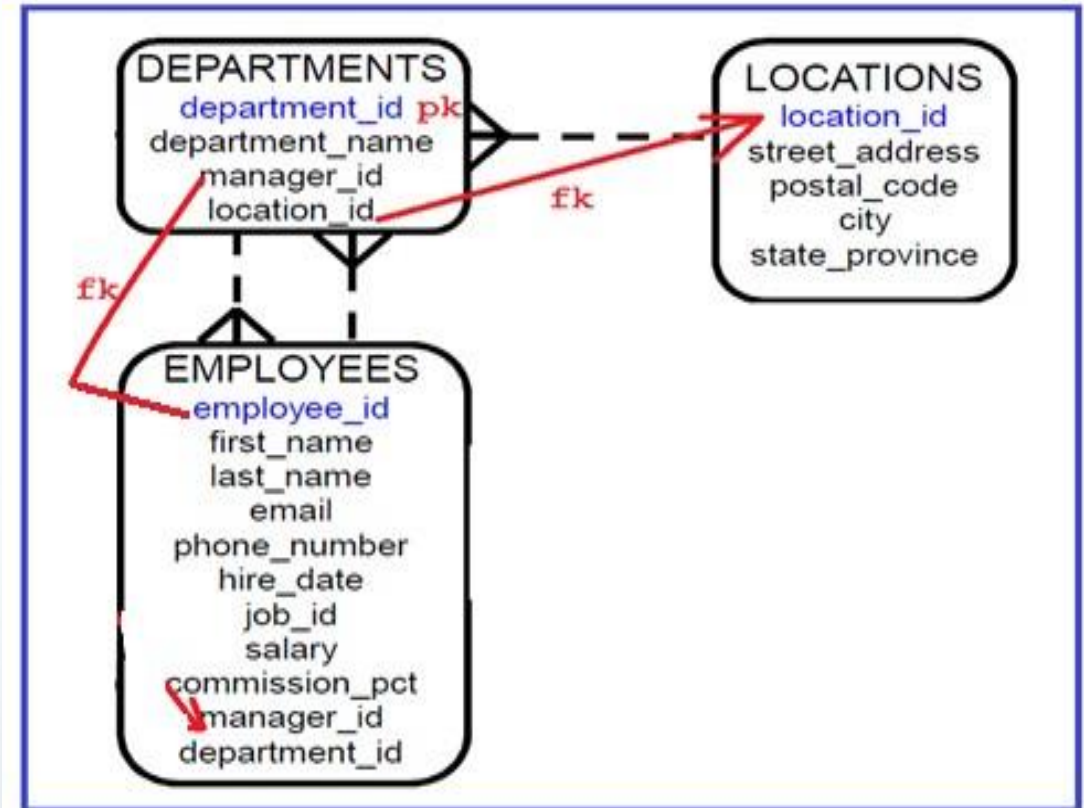 DEPARTMENTS
department_id pk
department_name
manager_id
location_id
LOCATIONS
location_id
street_address
postal_code
city
state_province
fk
fk
EMPLOYEES
employee_id
first_name
last_name
email
phone_number
hire_date
job_id
salary
commission_pct
manager_id
department_id